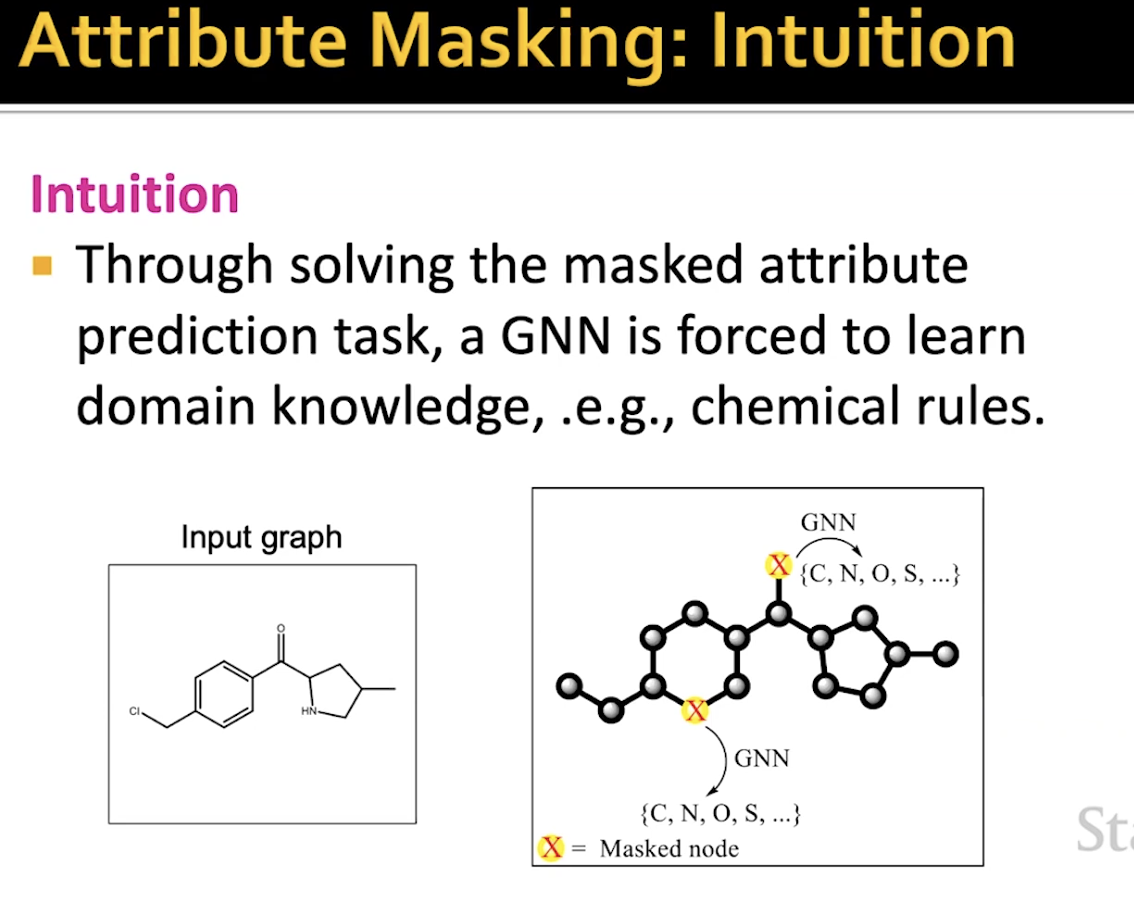 Attribute Masking: Intuition
Intuition
Through solving the masked attribute
prediction task, a GNN is forced to learn
domain knowledge, .e.g., chemical rules.
Input graph
O
Cl
HN
GNN
X {C, N, O, S, ...}
X
GNN
{C, N, O, S, ...}
X = Masked node